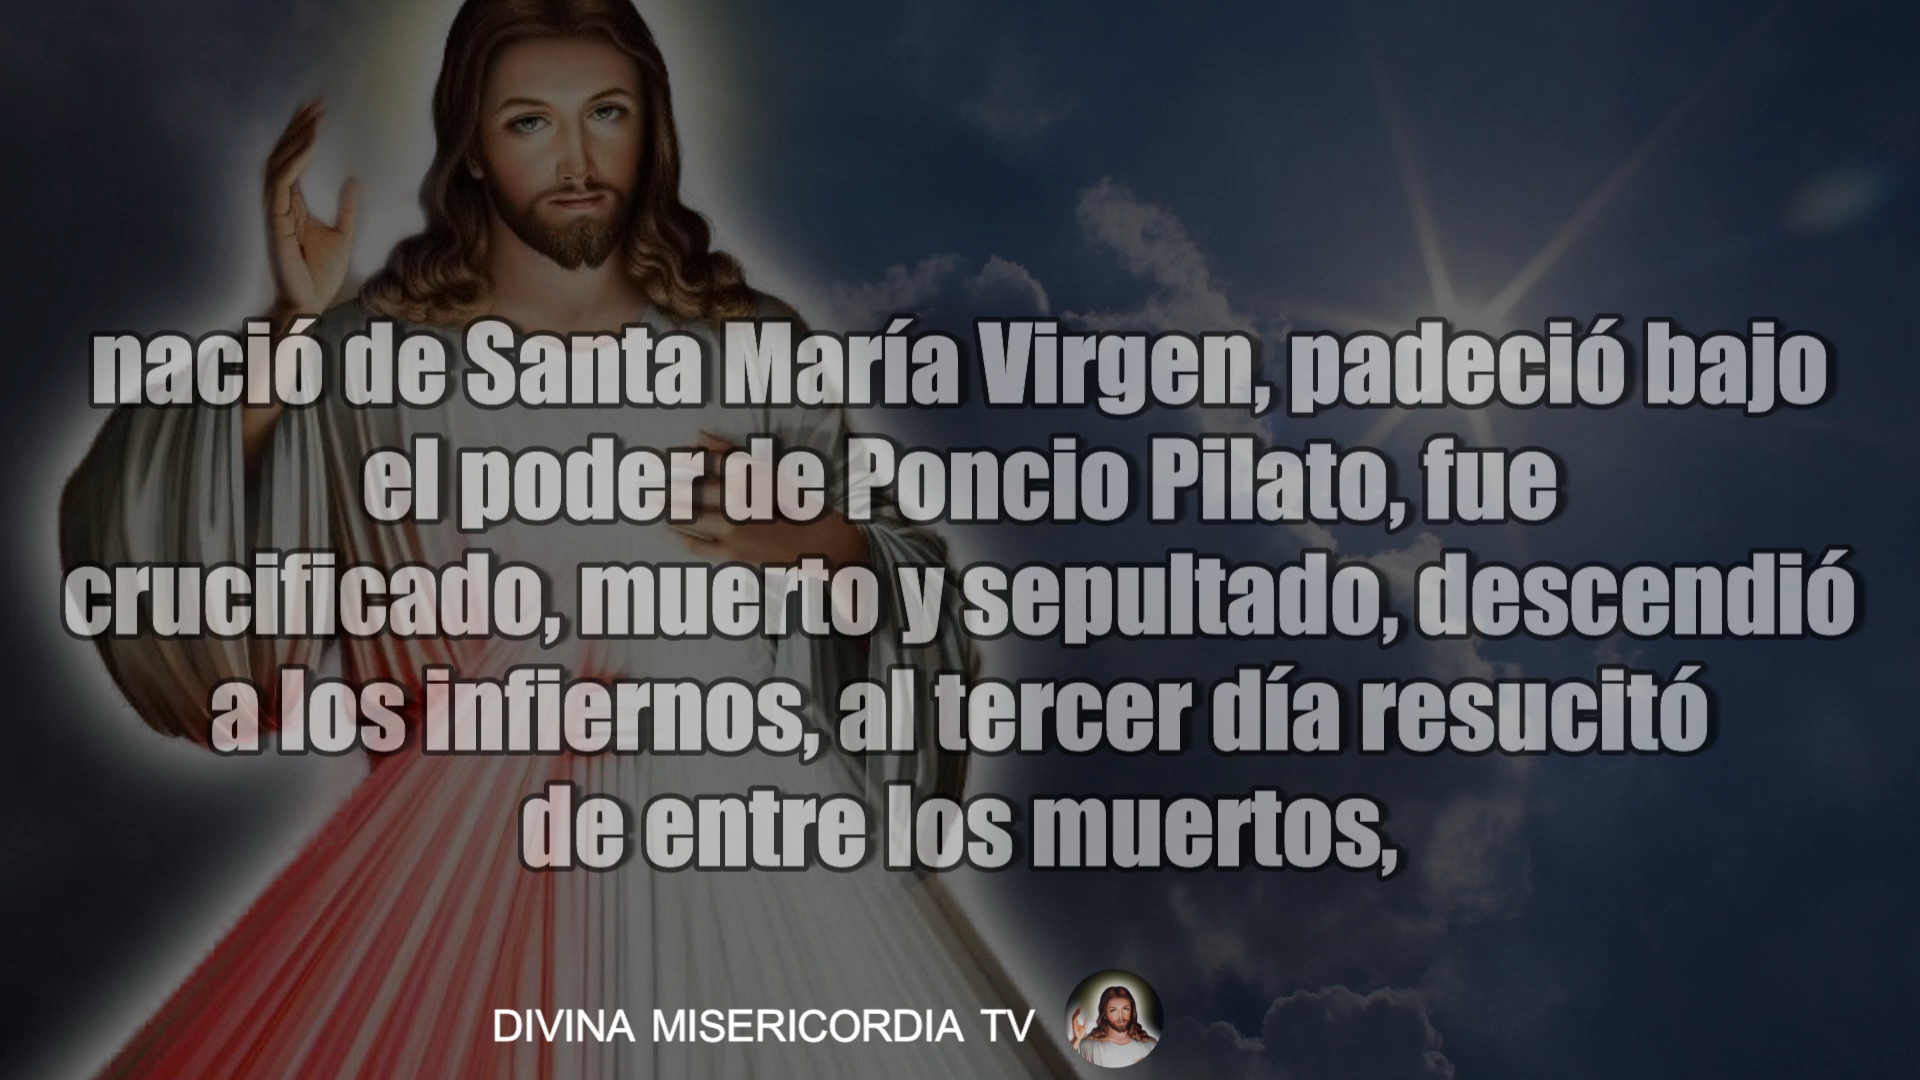 nació de Santa María Virgen, padeció bajo
el poder de Poncio Pilato, fue
crucificado, muerto y sepultado, descendió
a los infiernos, al tercer día resucitó
de entre los muertos,
DIVINA MISERICORDIA TV